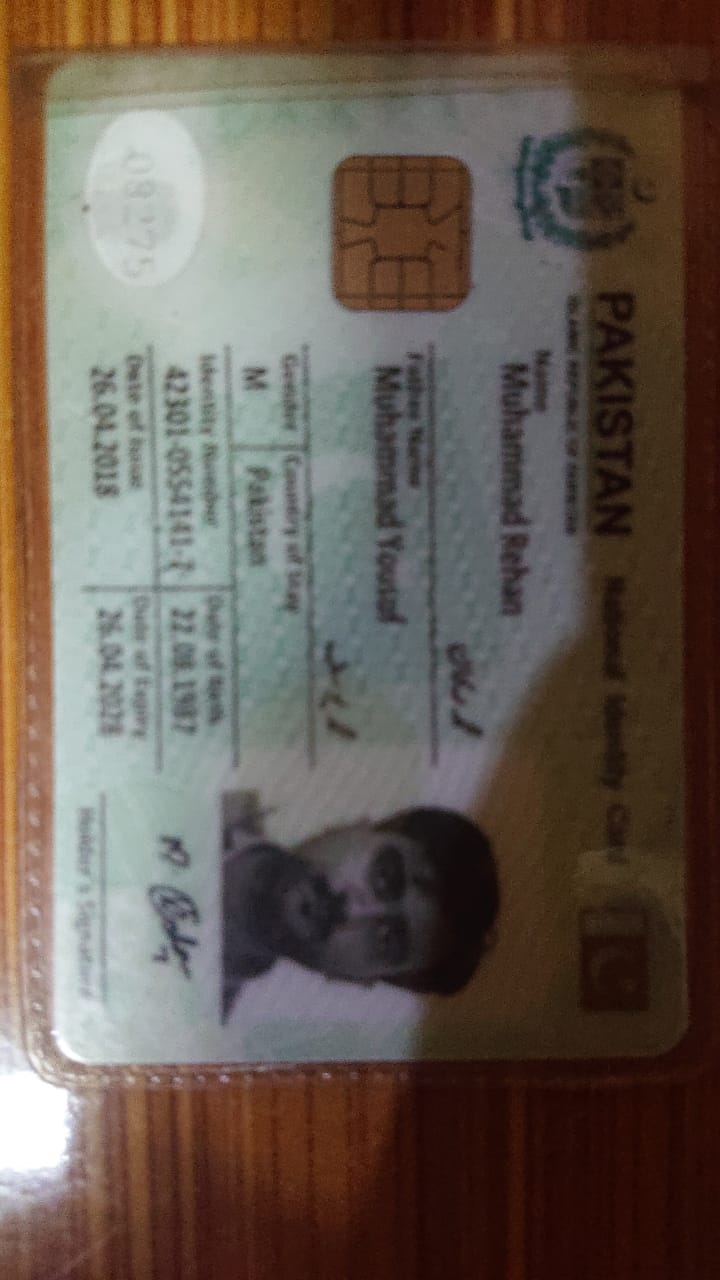 PAKISTAN National Identity Card
ISLAMIC REPUBLIC OF PAKISTAN
Name
Muhammad Rehan
Father Name
Muhammad Yousuf
Gender Country of Stay
M Pakistan
Identity Number Date of Birth
42301-0554141-7 22.08.1987
Date of Issue Date of Expiry
26.04.2018 26.04.2028
Holder's Signature
08275